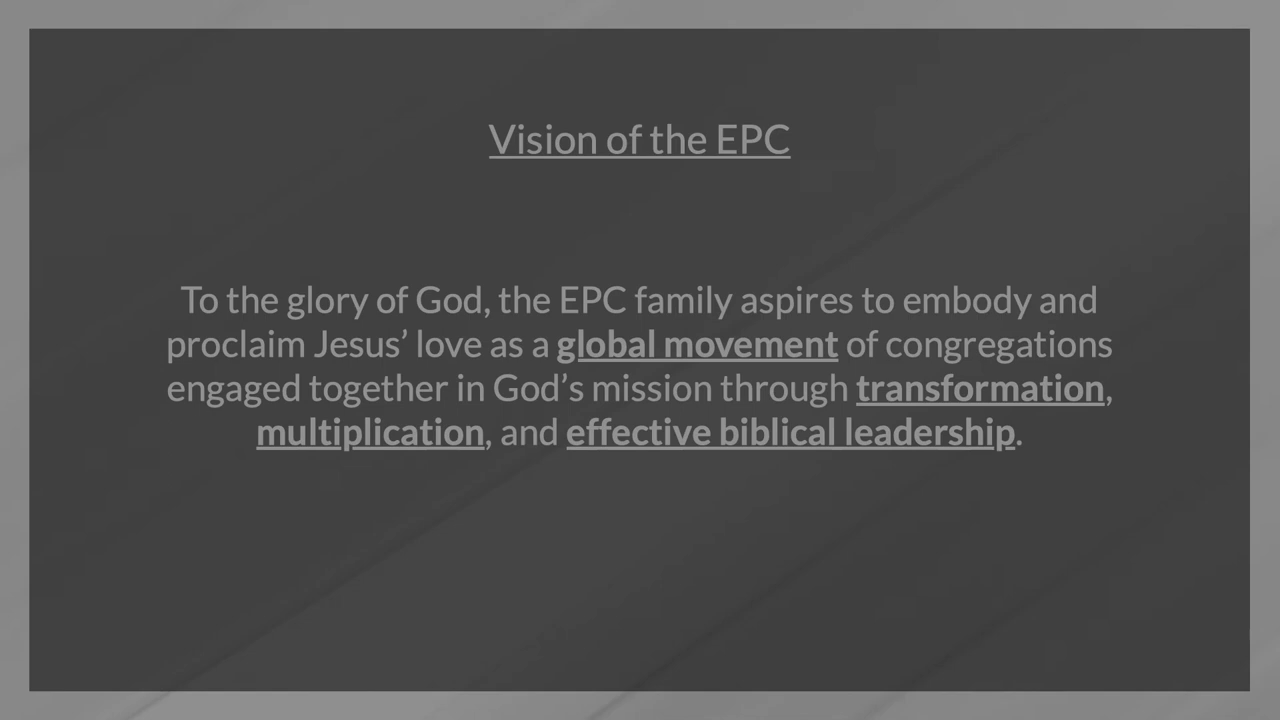 Vision of the EPC
To the glory of God, the EPC family aspires to embody and
proclaim Jesus’ love as a global movement of congregations
engaged together in God’s mission through transformation,
multiplication, and effective biblical leadership.